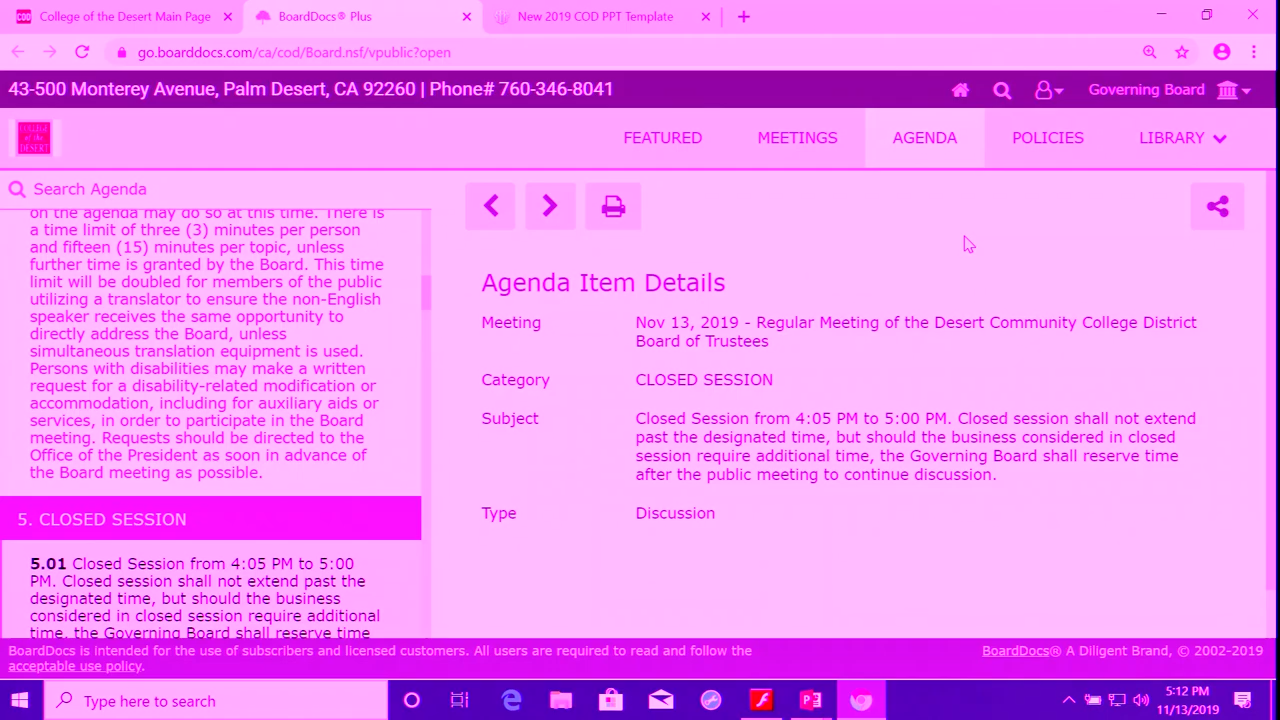 College of the Desert Main Page
BoardDocs® Plus
New 2019 COD PPT Template
go.boarddocs.com/ca/cod/Board.nsf/vpublic?open
43-500 Monterey Avenue, Palm Desert, CA 92260 | Phone# 760-346-8041
Governing Board
COLLEGE
of the
DESERT
FEATURED
MEETINGS
AGENDA
POLICIES
LIBRARY
Search Agenda
on the agenda may do so at this time. There is
a time limit of three (3) minutes per person
and fifteen (15) minutes per topic, unless
further time is granted by the Board. This time
limit will be doubled for members of the public
utilizing a translator to ensure the non-English
speaker receives the same opportunity to
directly address the Board, unless
simultaneous translation equipment is used.
Persons with disabilities may make a written
request for a disability-related modification or
accommodation, including for auxiliary aids or
services, in order to participate in the Board
meeting. Requests should be directed to the
Office of the President as soon in advance of
the Board meeting as possible.
5. CLOSED SESSION
5.01 Closed Session from 4:05 PM to 5:00
PM. Closed session shall not extend past the
designated time, but should the business
considered in closed session require additional
time, the Governing Board shall reserve time
Agenda Item Details
Meeting
Nov 13, 2019 - Regular Meeting of the Desert Community College District
Board of Trustees
Category
CLOSED SESSION
Subject
Closed Session from 4:05 PM to 5:00 PM. Closed session shall not extend
past the designated time, but should the business considered in closed
session require additional time, the Governing Board shall reserve time
after the public meeting to continue discussion.
Type
Discussion
BoardDocs is intended for the use of subscribers and licensed customers. All users are required to read and follow the
acceptable use policy.
BoardDocs® A Diligent Brand, © 2002-2019
Type here to search
5:12 PM
11/13/2019